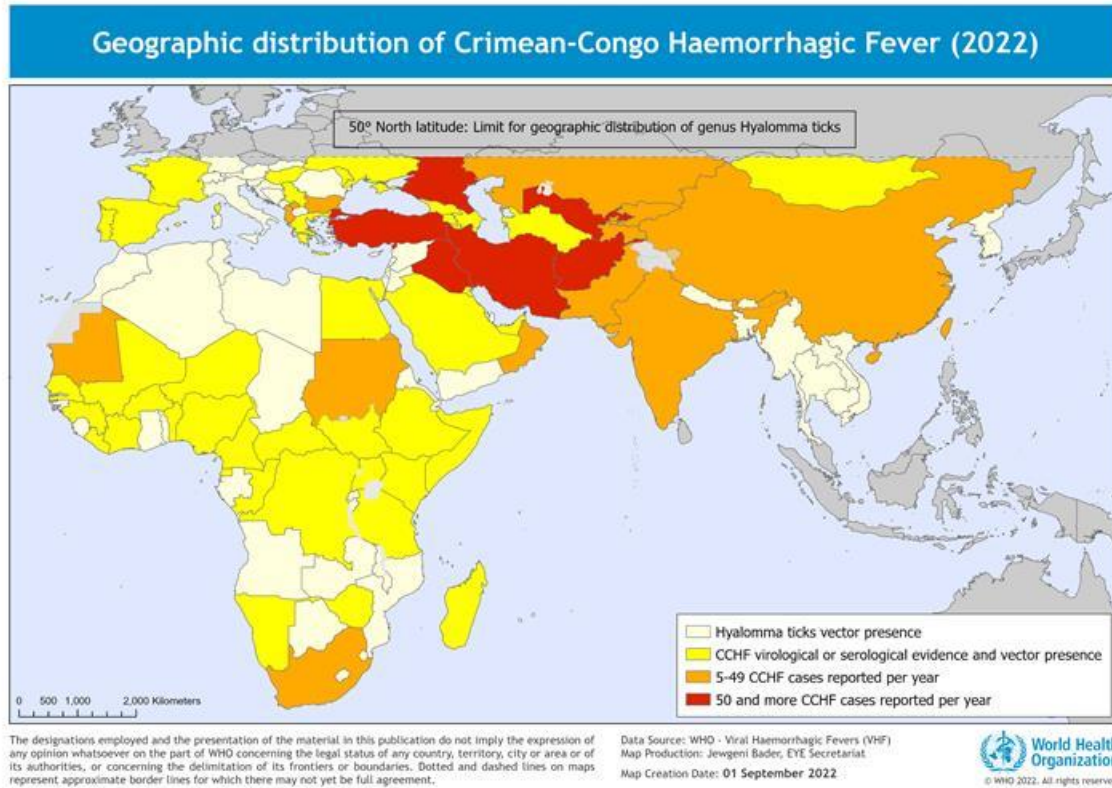 Geographic distribution of Crimean-Congo Haemorrhagic Fever (2022)
50º North latitude: Limit for geographic distribution of genus Hyalomma ticks
Hyalomma ticks vector presence
CCHF virological or serological evidence and vector presence
5-49 CCHF cases reported per year
50 and more CCHF cases reported per year
0 500 1,000 2,000 Kilometers
The designations employed and the presentation of the material in this publication do not imply the expression of
any opinion whatsoever on the part of WHO concerning the legal status of any country, territory, city or area or of
its authorities, or concerning the delimitation of its frontiers or boundaries. Dotted and dashed lines on maps
represent approximate border lines for which there may not yet be full agreement.
Data Source: WHO - Viral Haemorrhagic Fevers (VHF)
Map Production: Jewgeni Bader, EYE Secretariat
Map Creation Date: 01 September 2022
World Health
Organization
© WHO 2022. All rights reserve